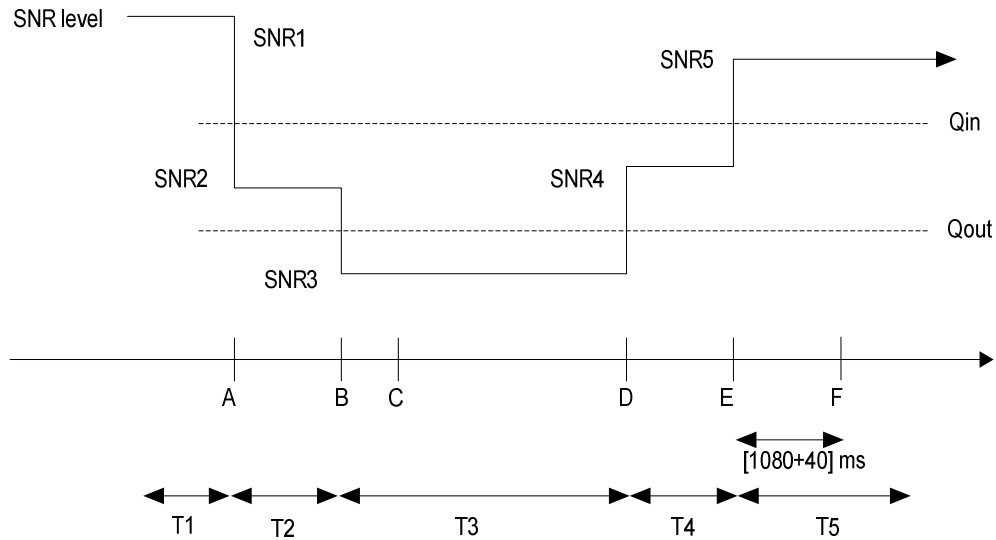 SNR level
SNR1
SNR5
Qin
SNR2
SNR4
Qout
SNR3
A
B
C
D
E
F
[1080+40] ms
T1
T2
T3
T4
T5